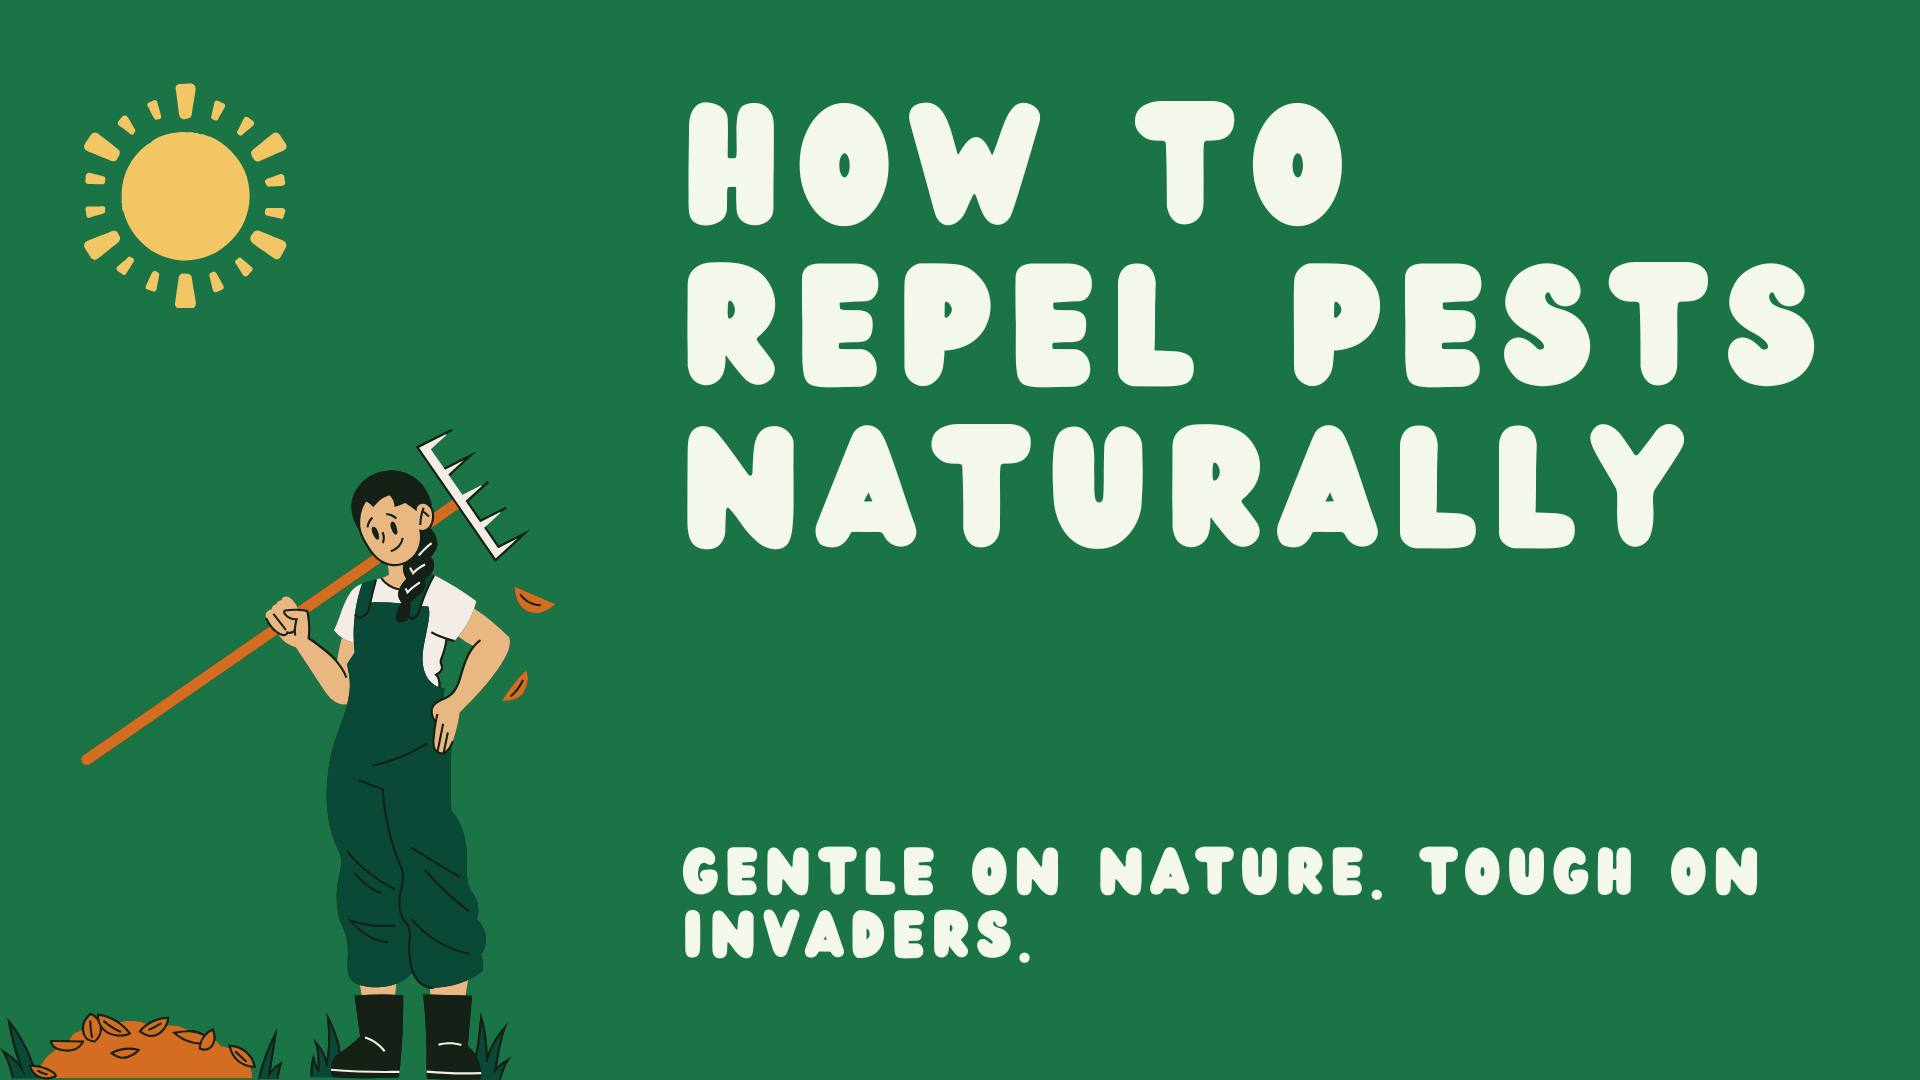 HOW TO
REPEL PESTS
NATURALLY
GENTLE ON NATURE. TOUGH ON
INVADERS.